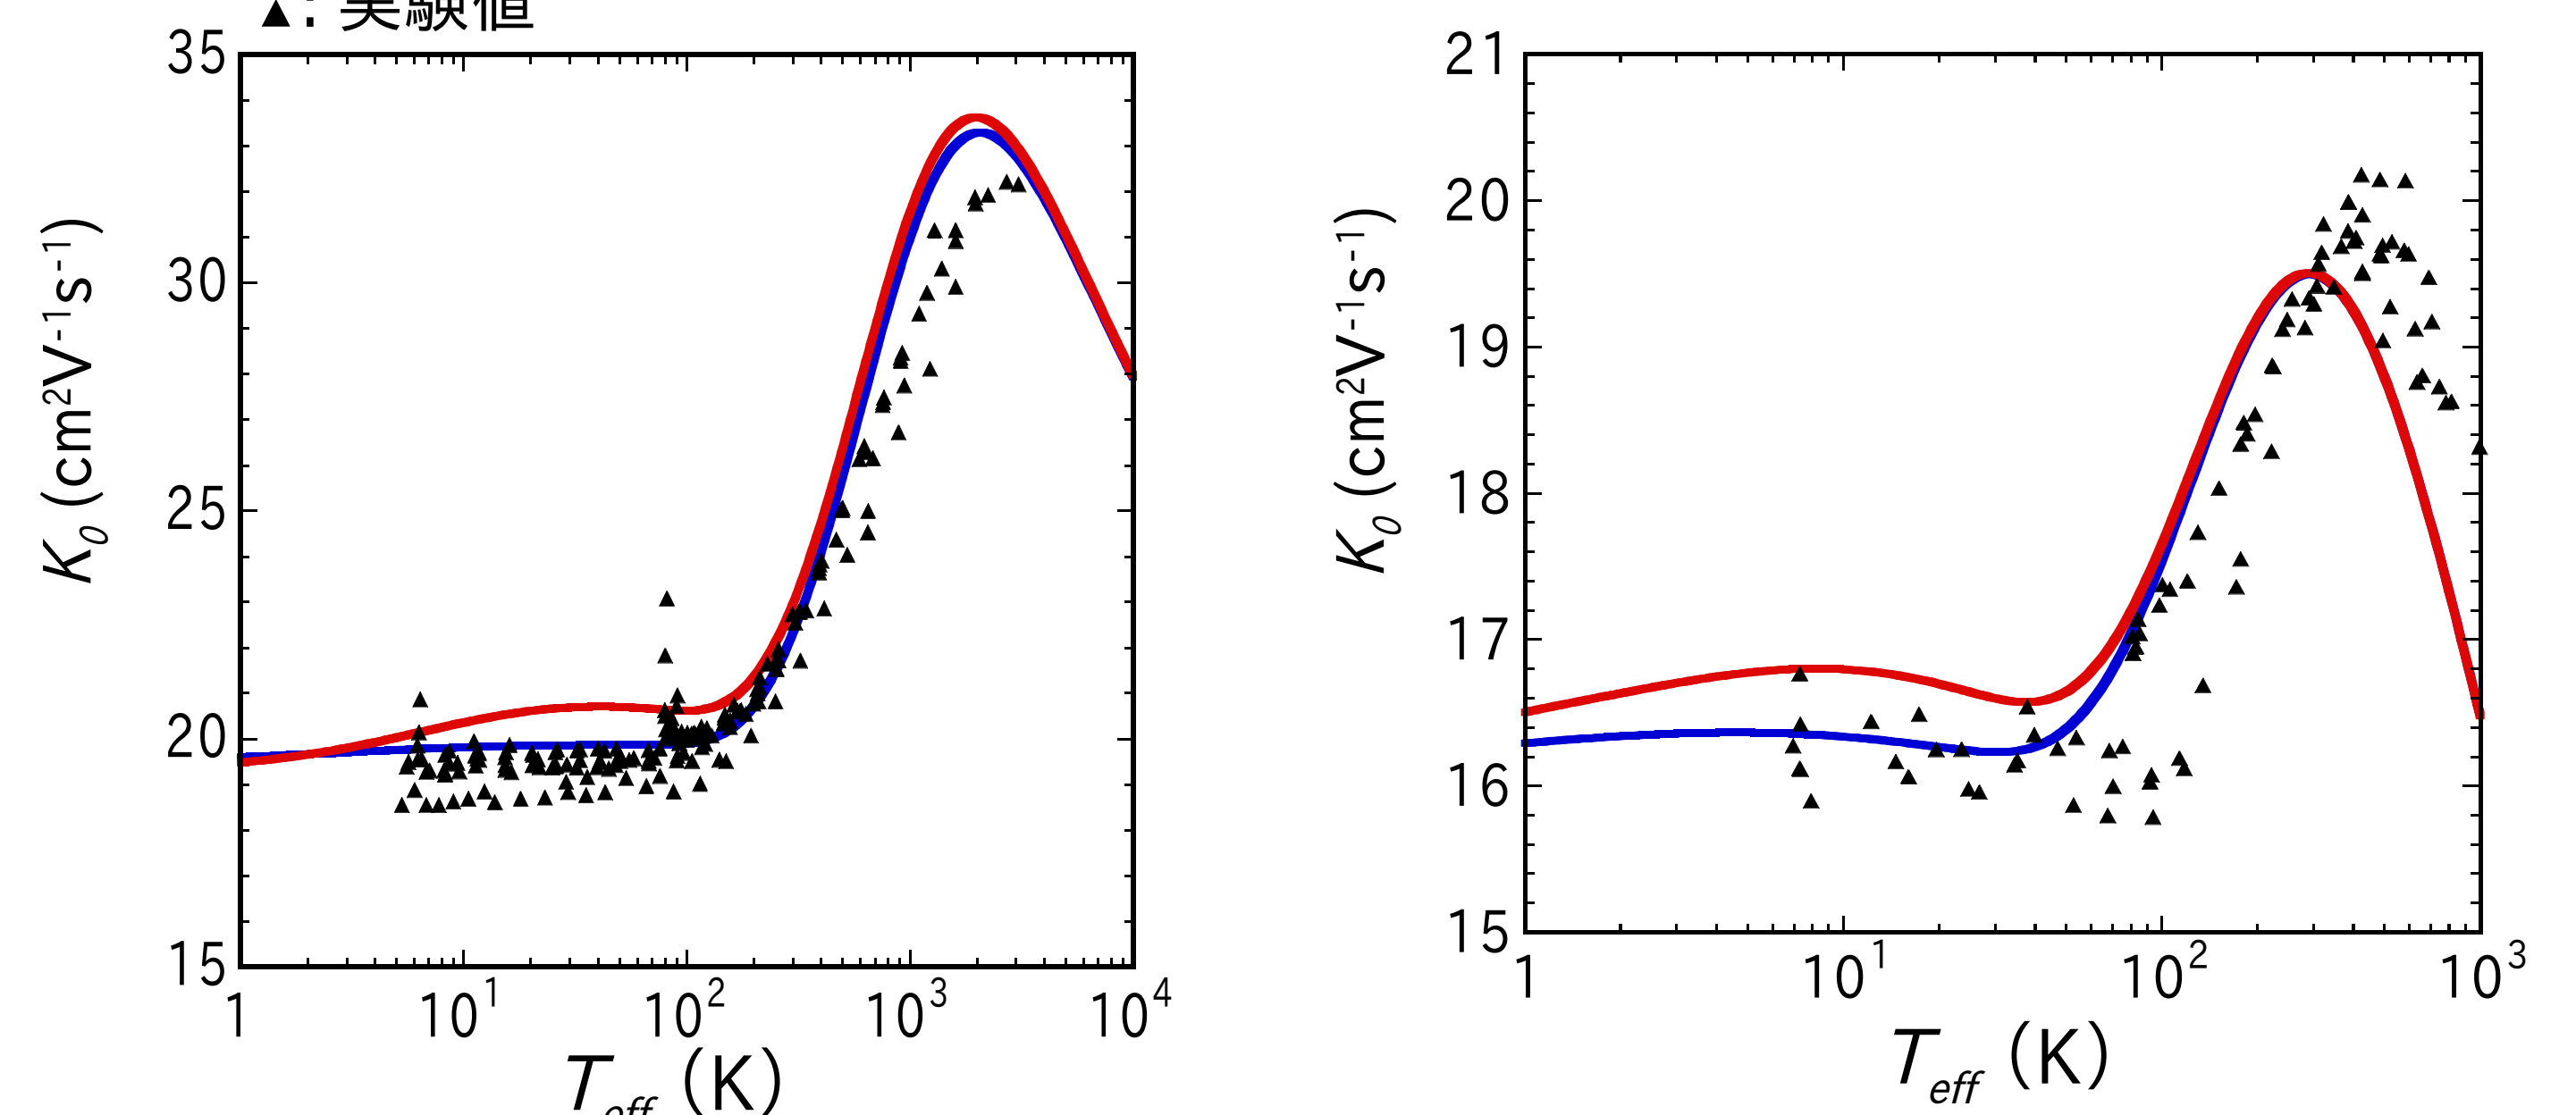 ▲: 実験値
35
30
25
20
15
K0 (cm2V-1s-1)
1 10^1 10^2 10^3 10^4
Teff (K)
21
20
19
18
17
16
15
K0 (cm2V-1s-1)
1 10^1 10^2 10^3
Teff (K)